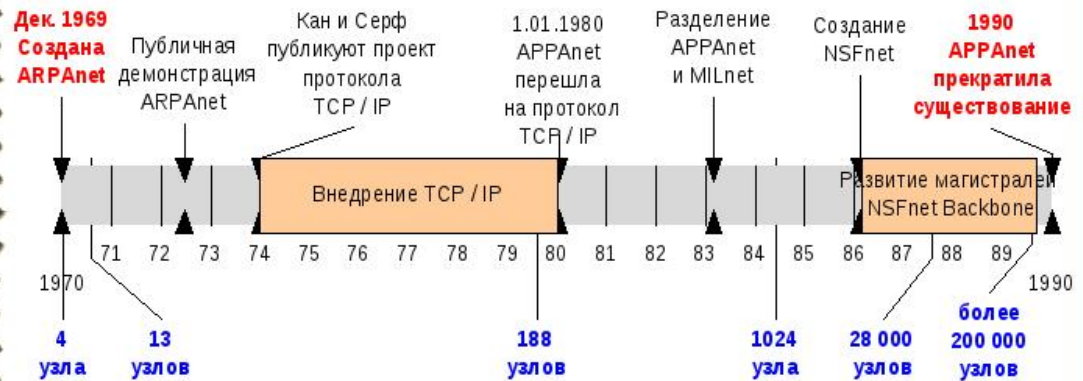 Дек. 1969
Создана
ARPAnet
Публичная
демонстрация
ARPAnet
Кан и Серф
публикуют проект
протокола
TCP / IP
1.01.1980
APPAnet
перешла
на протокол
TCP / IP
Разделение
APPAnet
и MILnet
Создание
NSFnet
1990
APPAnet
прекратила
существование
Внедрение TCP / IP
Развитие магистралей
NSFnet Backbone
1970 71 72 73 74 75 76 77 78 79 80 81 82 83 84 85 86 87 88 89 1990
4
узла
13
узлов
188
узлов
1024
узла
28 000
узлов
более
200 000
узлов